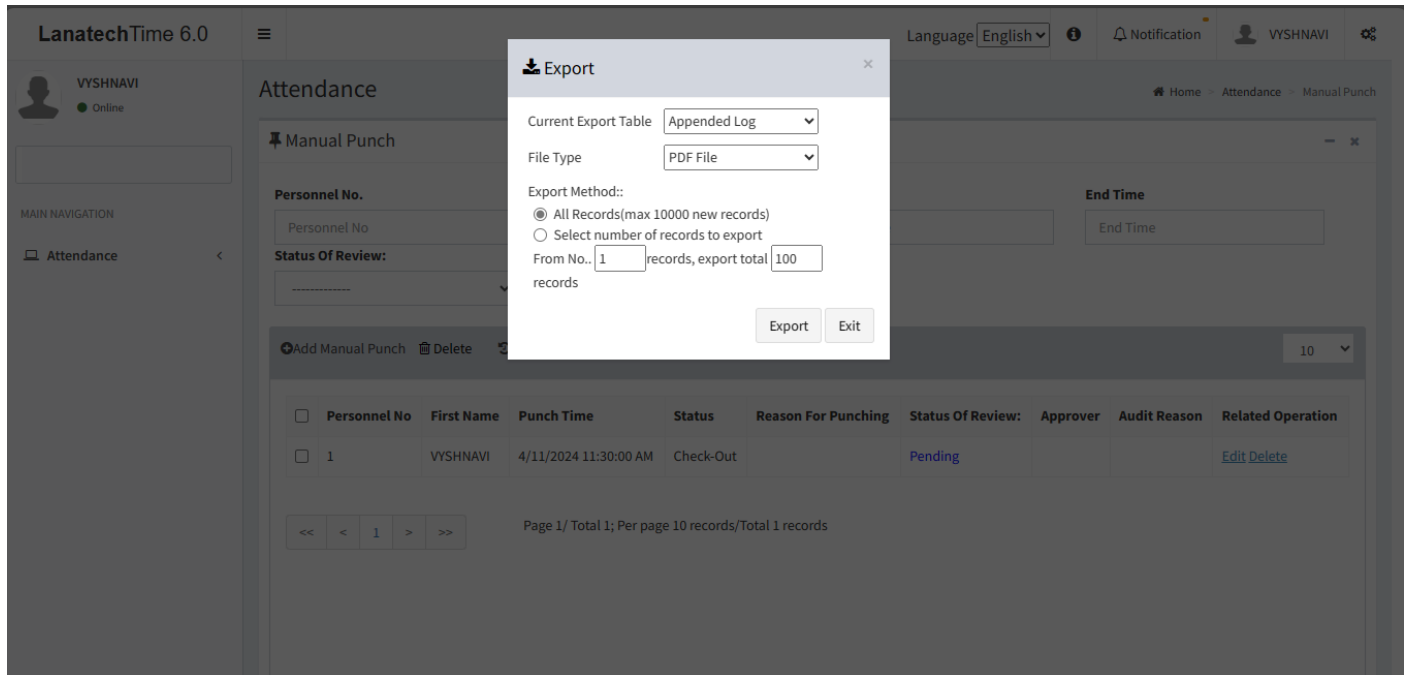 LanatechTime 6.0
Language English
Notification
VYSHNAVI
VYSHNAVI
Online
MAIN NAVIGATION
Attendance
Attendance
Home > Attendance > Manual Punch
Manual Punch
Personnel No.
Personnel No
End Time
End Time
Status Of Review:
-------------
Export
Current Export Table Appended Log
File Type PDF File
Export Method::
All Records(max 10000 new records)
Select number of records to export
From No.. 1 records, export total 100
records
Export Exit
Add Manual Punch Delete
10
Personnel No First Name Punch Time Status Reason For Punching Status Of Review: Approver Audit Reason Related Operation
1 VYSHNAVI 4/11/2024 11:30:00 AM Check-Out Pending Edit Delete
<< < 1 > >>
Page 1/ Total 1; Per page 10 records/Total 1 records